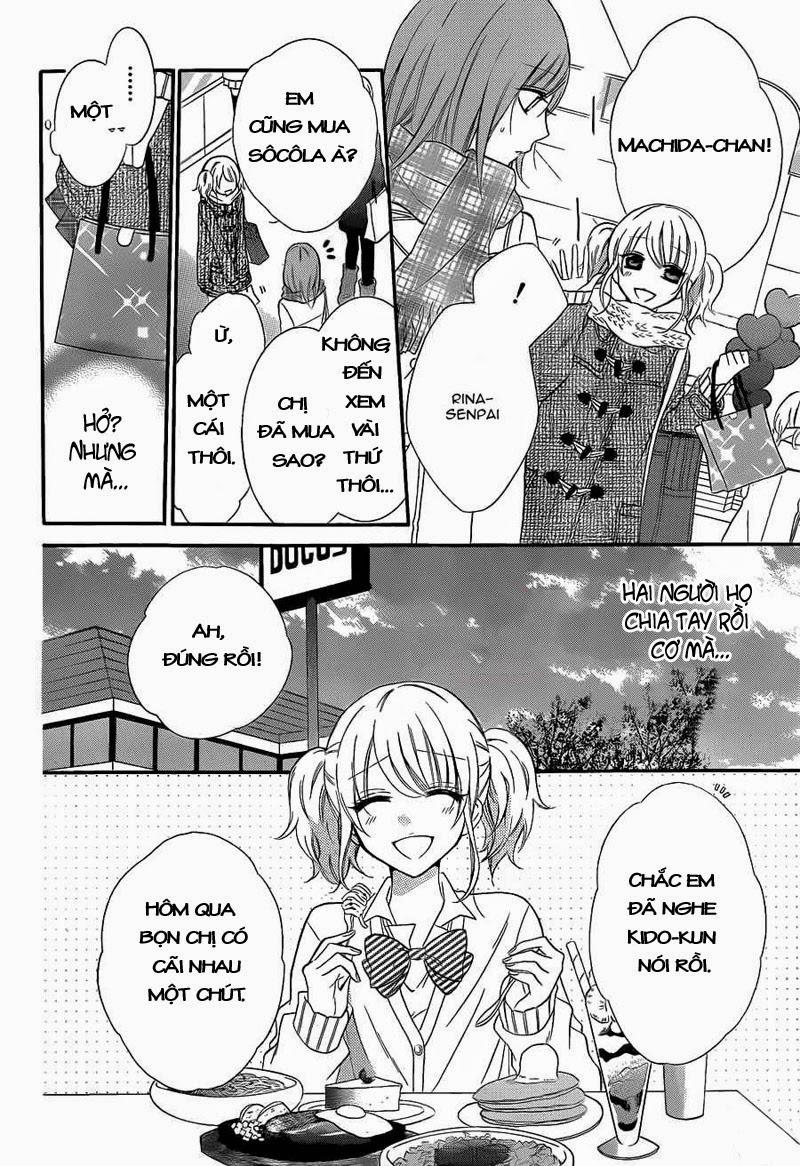 MACHIDA-CHAN!
!
RINA-
SENPAI
EM
CŨNG MUA
SÔCÔLA À?
KHÔNG,
ĐẾN
XEM
VÀI
THỨ
THÔI...
CHỊ
ĐÃ MUA
SAO?
Ừ,
MỘT
CÁI
THÔI.
........
MỘT
HỞ?
NHƯNG
MÀ...
HAI NGƯỜI HỌ
CHIA TAY RỒI
CƠ MÀ...
DOCOS
AH,
ĐÚNG RỒI!
CHẮC EM
ĐÃ NGHE
KIDO-KUN
NÓI RỒI.
HÔM QUA
BỌN CHỊ CÓ
CÃI NHAU
MỘT CHÚT.